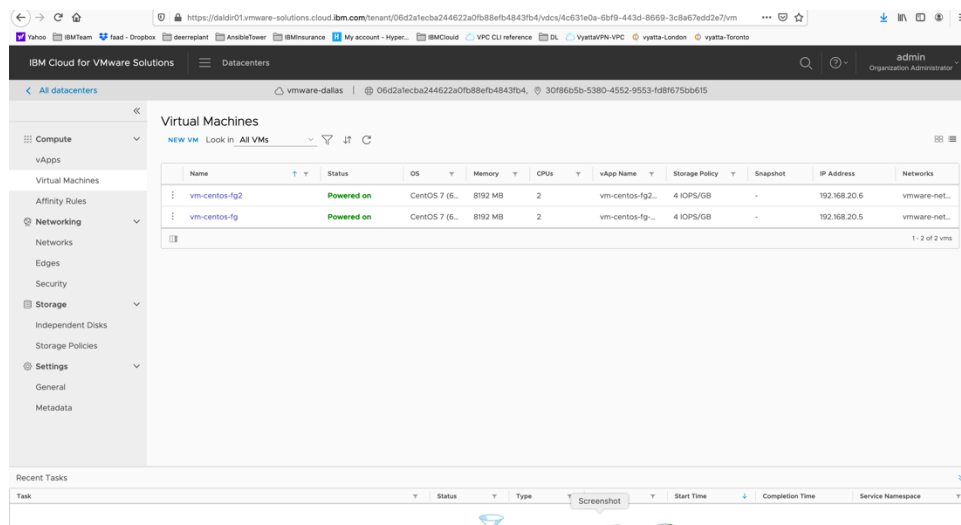 https://daldir01.vmware-solutions.cloud.ibm.com/tenant/06d2a1ecba244622a0fb88efb4843fb4/vdcs/4c631e0a-6bf9-443d-8669-3c8a67edd2e7/vm
Yahoo IBMTeam faad - Dropbox deerreplant AnsibleTower IBMInsurance My account - Hyper... IBMClouid VPC CLI reference DL VyattaVPN-VPC vyatta-London vyatta-Toronto
IBM Cloud for VMware Solutions Datacenters admin
Organization Administrator
All datacenters vmware-dallas | 06d2a1ecba244622a0fb88efb4843fb4, 30f86b5b-5380-4552-9553-fd8f675bb615
Compute
vApps
Virtual Machines
Affinity Rules
Networking
Networks
Edges
Security
Storage
Independent Disks
Storage Policies
Settings
General
Metadata
Virtual Machines
NEW VM Look in All VMs
Name Status OS Memory CPUs vApp Name Storage Policy Snapshot IP Address Networks
vm-centos-fg2 Powered on CentOS 7 (6... 8192 MB 2 vm-centos-fg2... 4 IOPS/GB - 192.168.20.6 vmware-net...
vm-centos-fg Powered on CentOS 7 (6... 8192 MB 2 vm-centos-fg-... 4 IOPS/GB - 192.168.20.5 vmware-net...
1 - 2 of 2 vms
Recent Tasks
Task Status Type Start Time Completion Time Service Namespace
Screenshot